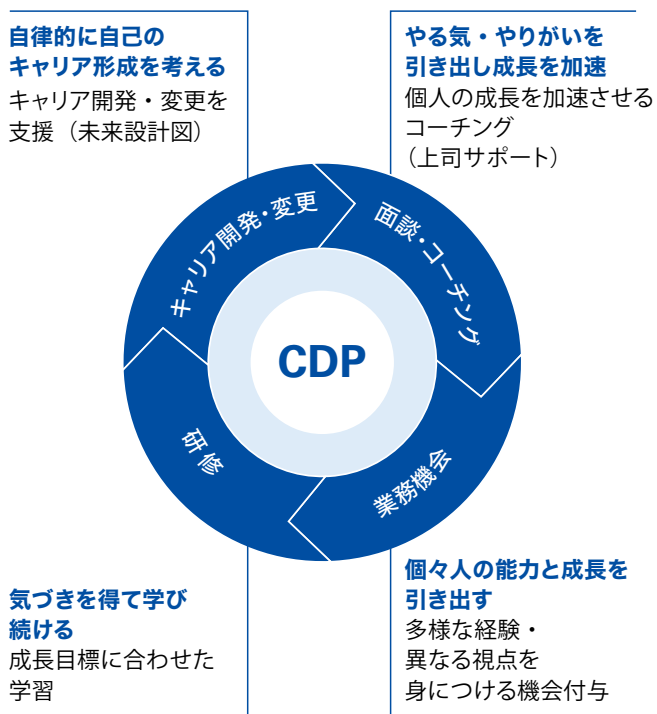 自律的に自己の
キャリア形成を考える
キャリア開発・変更を
支援（未来設計図）
やる気・やりがいを
引き出し成長を加速
個人の成長を加速させる
コーチング
（上司サポート）
キャリア開発・変更
面談・コーチング
CDP
研修
業務機会
気づきを得て学び
続ける
成長目標に合わせた
学習
個々人の能力と成長を
引き出す
多様な経験・
異なる視点を
身につける機会付与